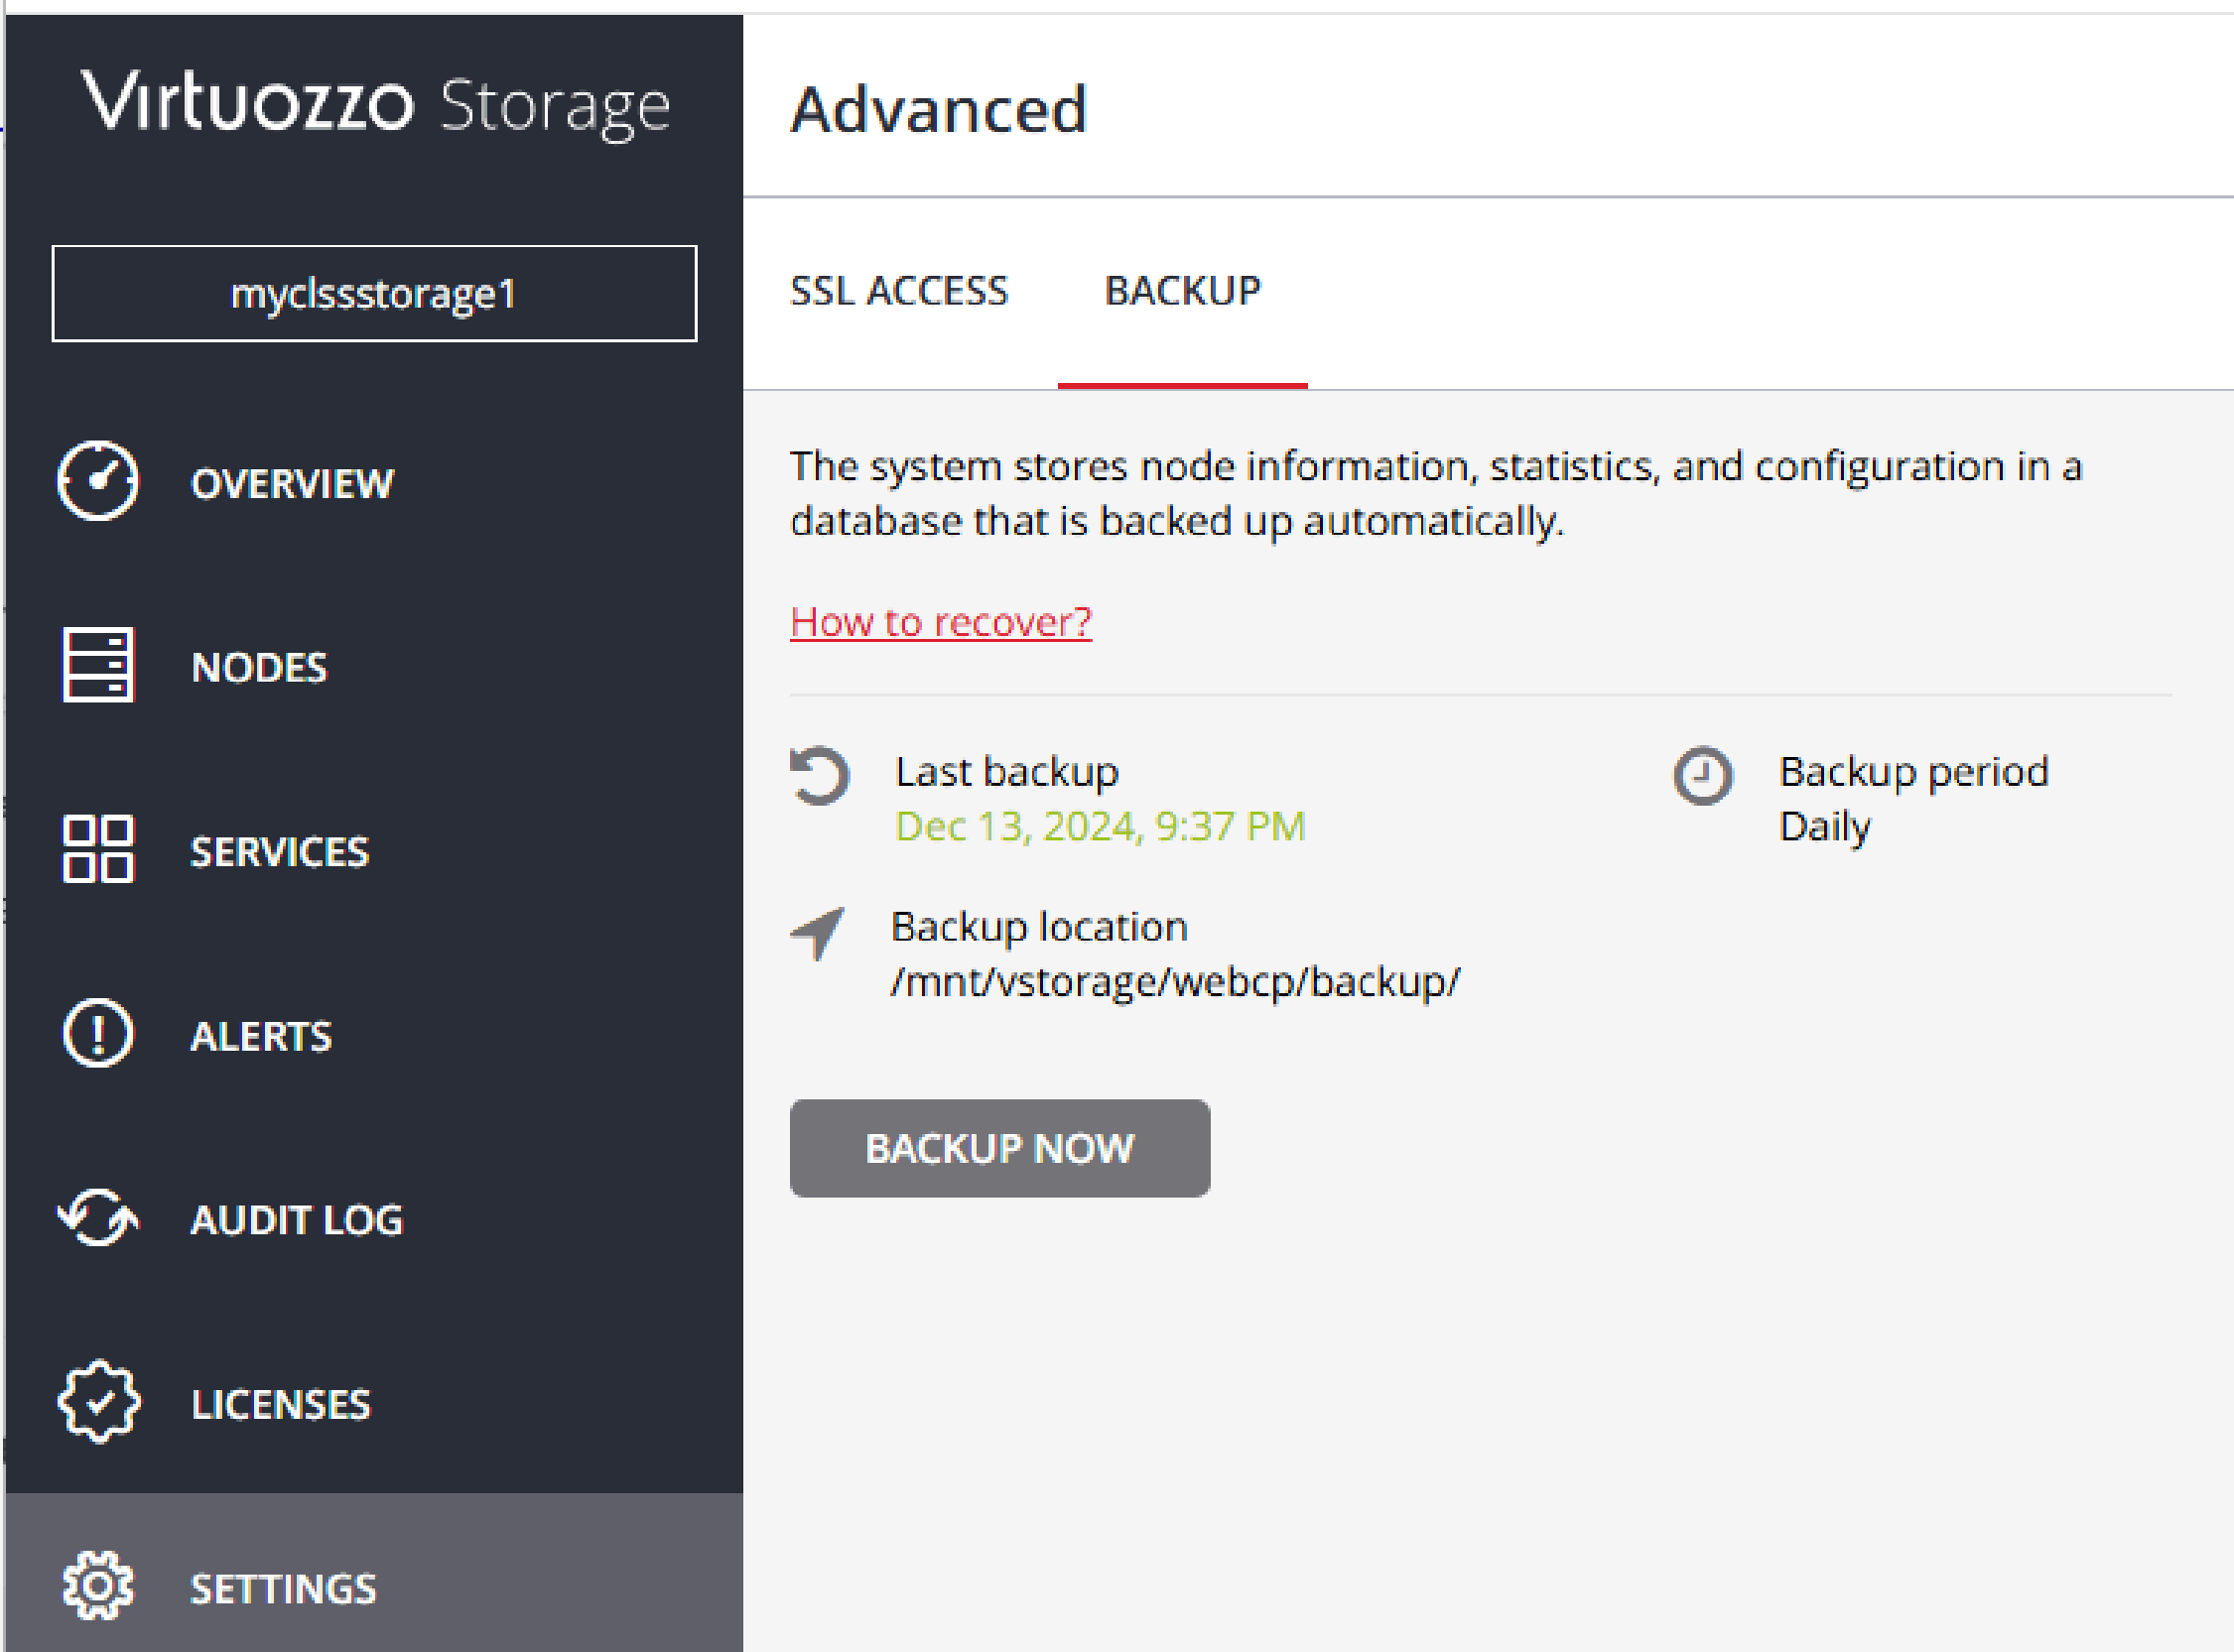 Virtuozzo Storage
myclssstorage1
OVERVIEW
NODES
SERVICES
ALERTS
AUDIT LOG
LICENSES
SETTINGS
Advanced
SSL ACCESS BACKUP
The system stores node information, statistics, and configuration in a
database that is backed up automatically.
How to recover?
Last backup
Dec 13, 2024, 9:37 PM
Backup period
Daily
Backup location
/mnt/vstorage/webcp/backup/
BACKUP NOW